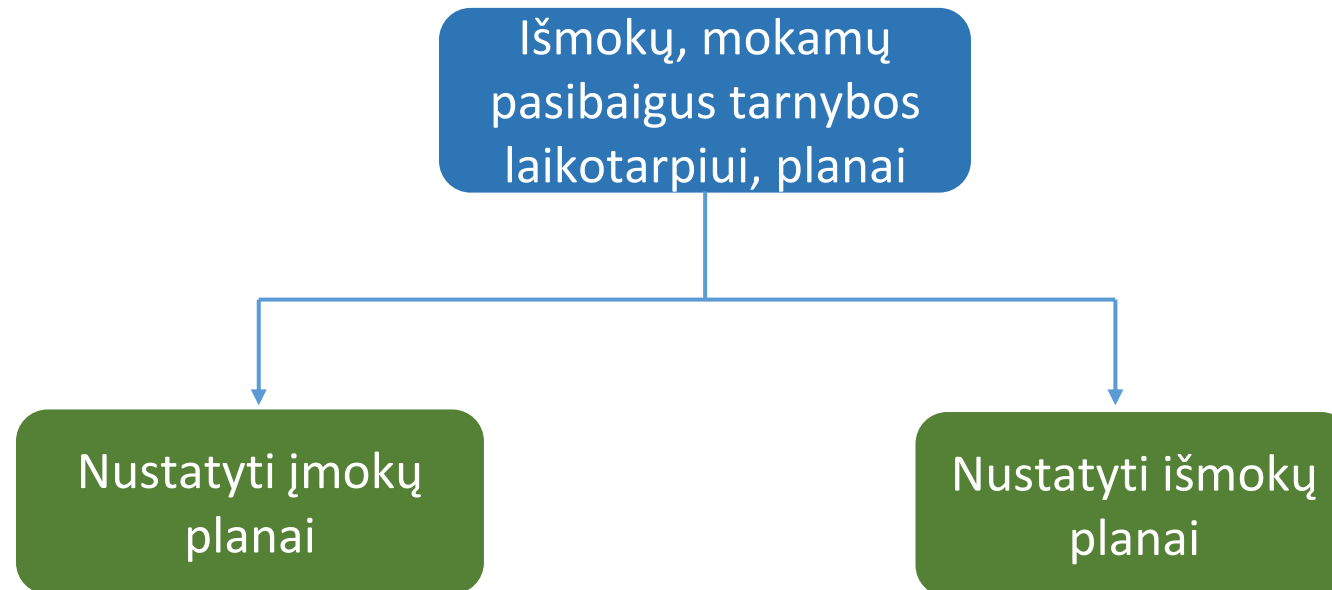 Išmokų, mokamų
pasibaigus tarnybos
laikotarpiui, planai
Nustatyti įmokų
planai
Nustatyti išmokų
planai